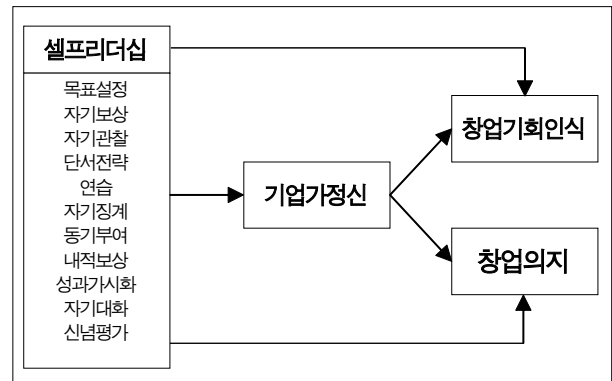 셀프리더십
목표설정
자기보상
자기관찰
단서전략
연습
자기징계
동기부여
내적보상
성과가시화
자기대화
신념평가
기업가정신
창업기회인식
창업의지